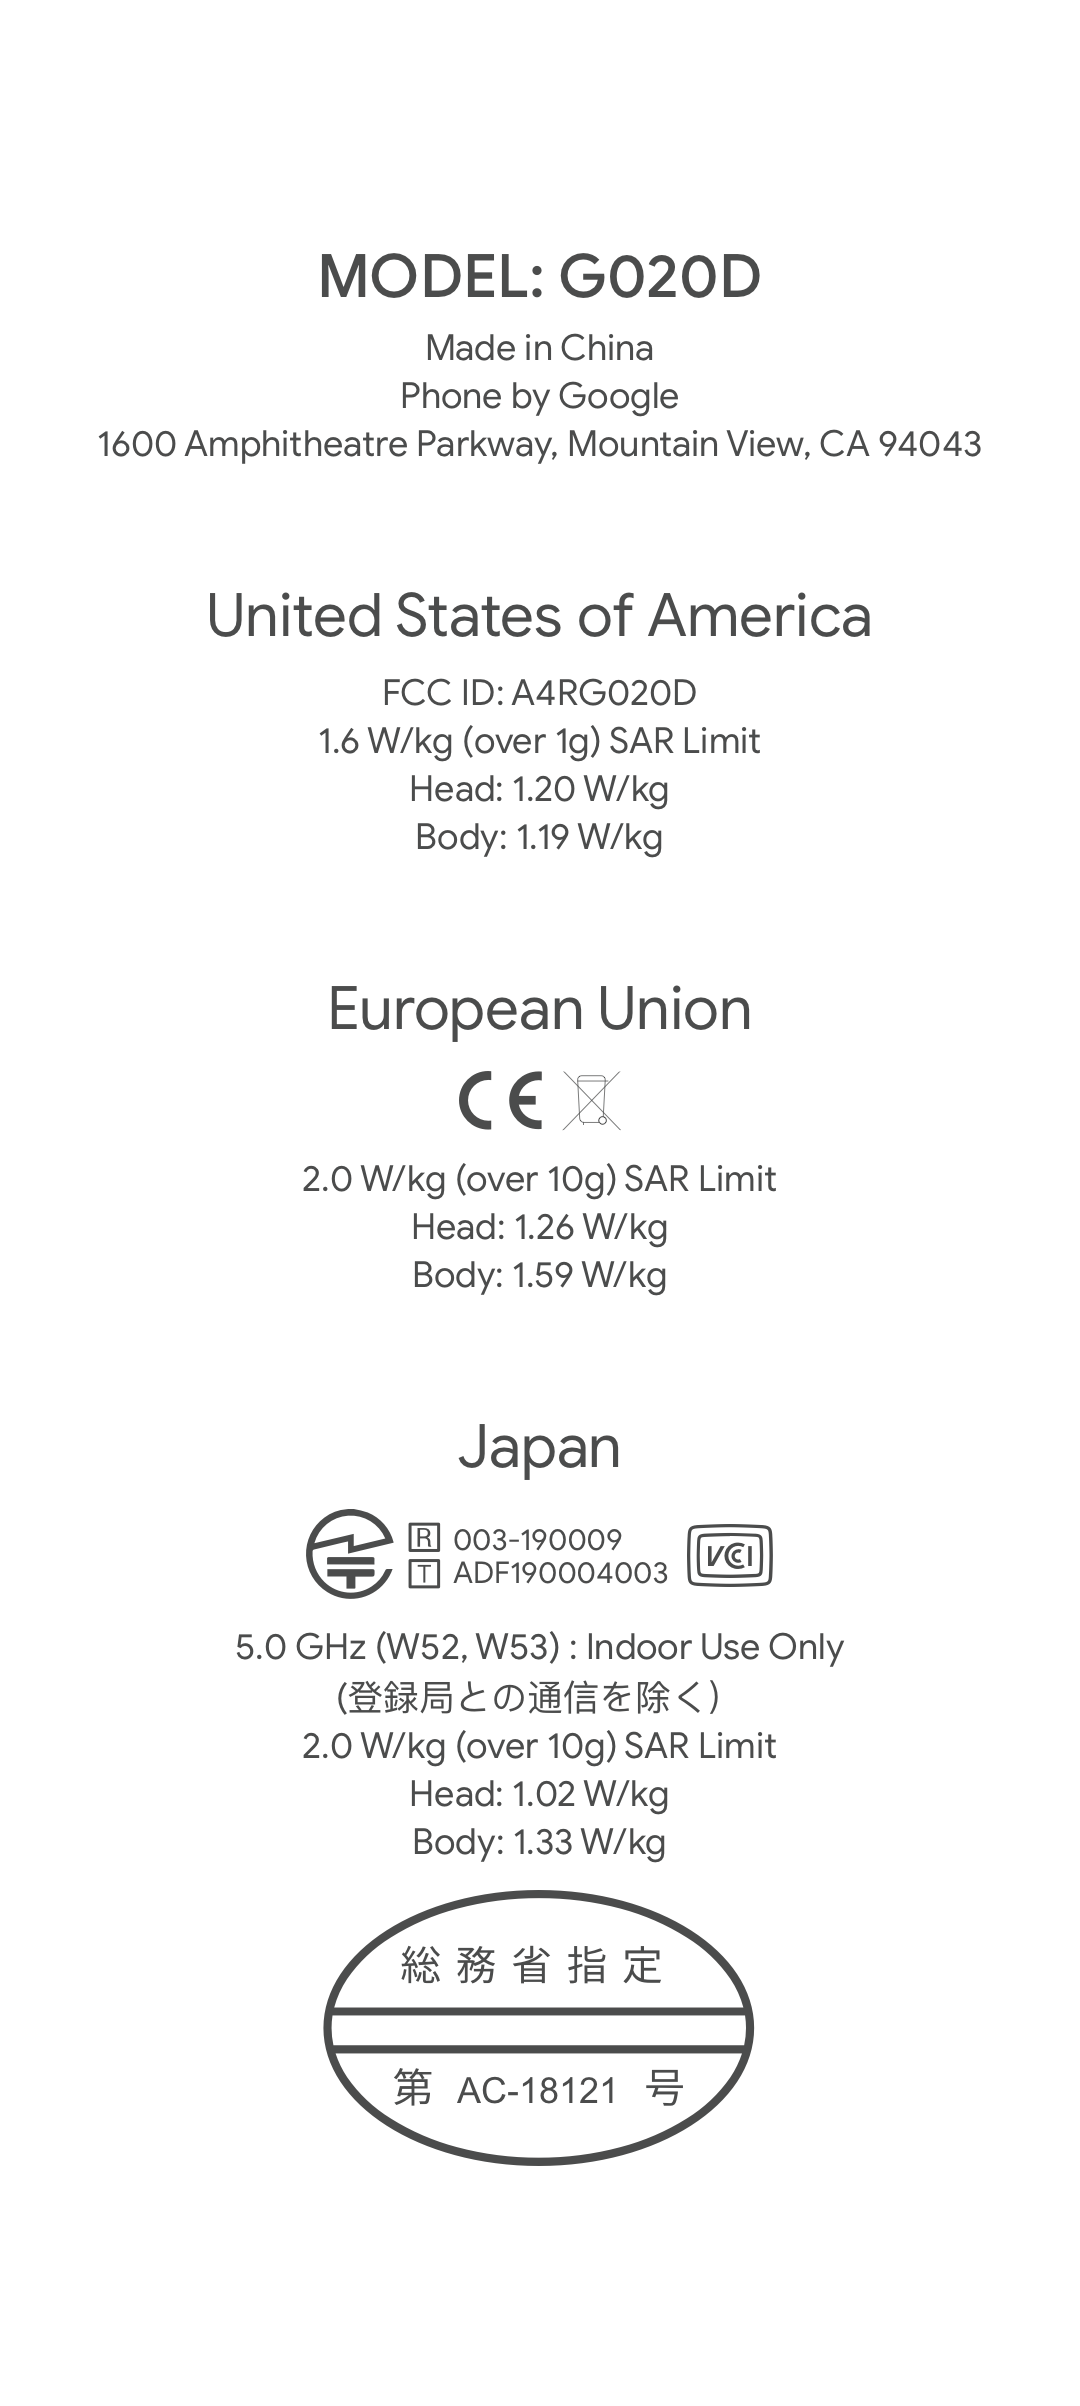 MODEL: G020D
Made in China
Phone by Google
1600 Amphitheatre Parkway, Mountain View, CA 94043
United States of America
FCC ID: A4RG020D
1.6 W/kg (over 1g) SAR Limit
Head: 1.20 W/kg
Body: 1.19 W/kg
European Union
CE
2.0 W/kg (over 10g) SAR Limit
Head: 1.26 W/kg
Body: 1.59 W/kg
Japan
R 003-190009
T ADF190004003
VCCI
5.0 GHz (W52, W53) : Indoor Use Only
(登録局との通信を除く)
2.0 W/kg (over 10g) SAR Limit
Head: 1.02 W/kg
Body: 1.33 W/kg
総務省指定
第 AC-18121 号